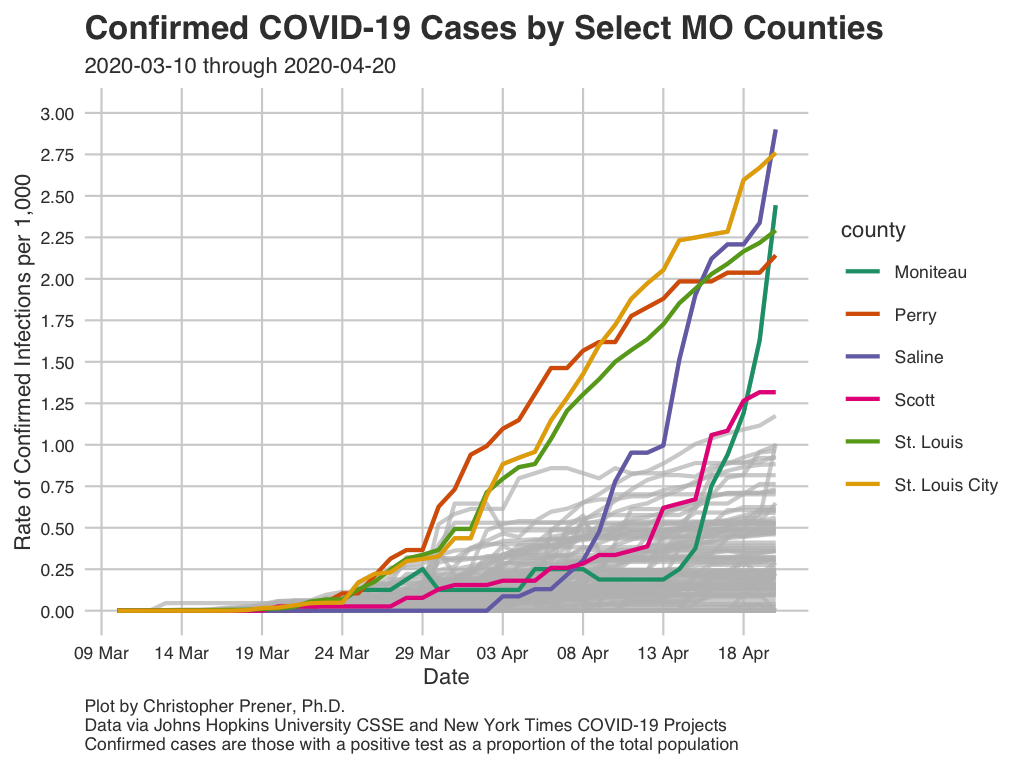 Confirmed COVID-19 Cases by Select MO Counties
2020-03-10 through 2020-04-20
Rate of Confirmed Infections per 1,000
3.00
2.75
2.50
2.25
2.00
1.75
1.50
1.25
1.00
0.75
0.50
0.25
0.00
09 Mar 14 Mar 19 Mar 24 Mar 29 Mar 03 Apr 08 Apr 13 Apr 18 Apr
Date
county
Moniteau
Perry
Saline
Scott
St. Louis
St. Louis City
Plot by Christopher Prener, Ph.D.
Data via Johns Hopkins University CSSE and New York Times COVID-19 Projects
Confirmed cases are those with a positive test as a proportion of the total population